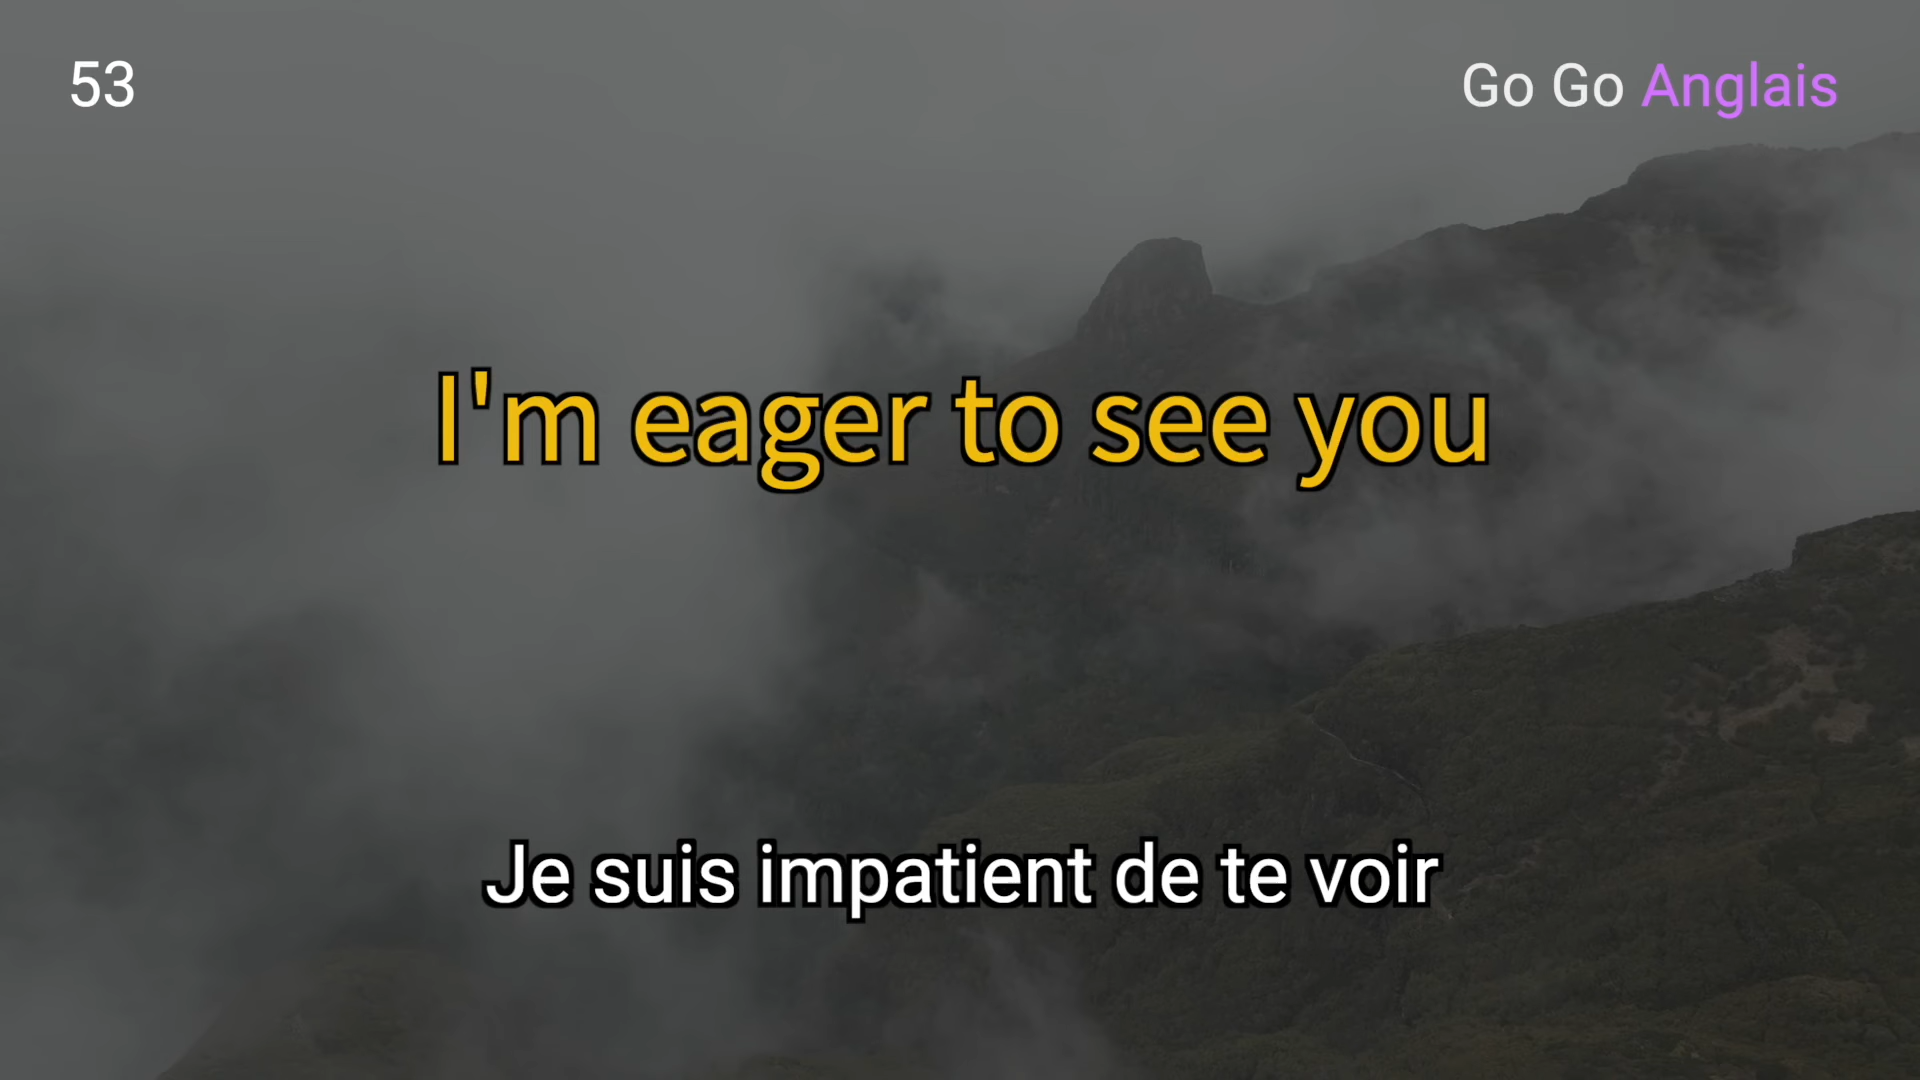 53
Go Go Anglais
I'm eager to see you
Je suis impatient de te voir